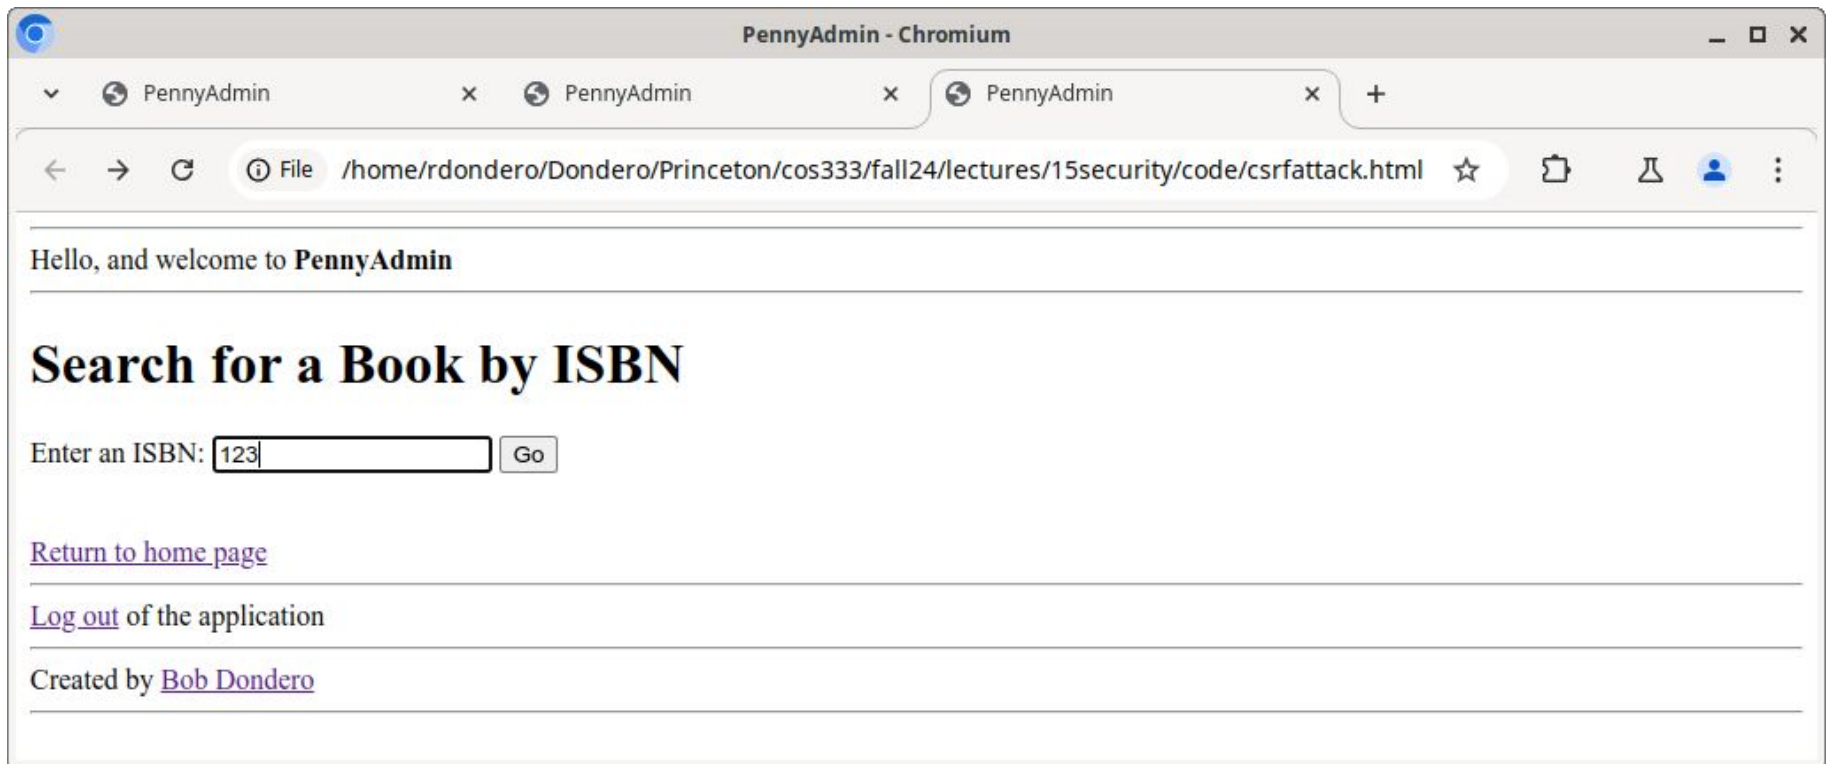 PennyAdmin - Chromium
PennyAdmin PennyAdmin PennyAdmin
File /home/rdondero/Dondero/Princeton/cos333/fall24/lectures/15security/code/csrfattack.html
Hello, and welcome to PennyAdmin
Search for a Book by ISBN
Enter an ISBN: 123 Go
Return to home page
Log out of the application
Created by Bob Dondero